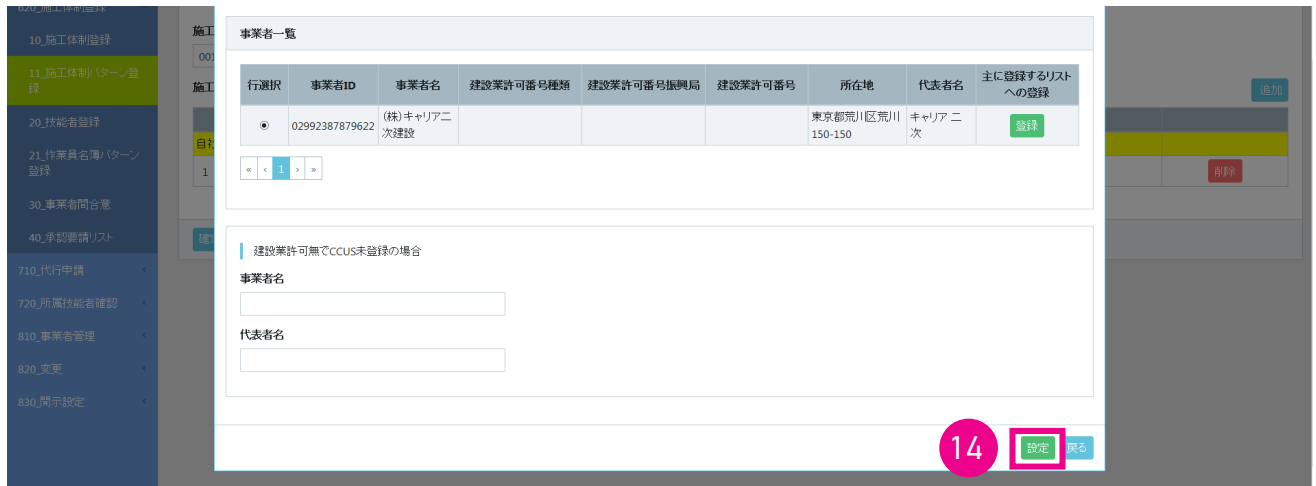 620_施工体制登録
10_施工体制登録
11_施工体制パターン登
録
20_技能者登録
21_作業員名簿パターン
登録
30_事業者間合意
40_承認要請リスト
710_代行申請
720_所属技能者確認
810_事業者管理
820_変更
830_開示設定
施工
001
施工
追加
自社
1
削除
確定
事業者一覧
行選択 事業者ID 事業者名 建設業許可番号種類 建設業許可番号振興局 建設業許可番号 所在地 代表者名 主に登録するリスト
への登録
02992387879622 (株)キャリア二 東京都荒川区荒川 キャリア 二 登録
次建設 150-150 次
« ‹ 1 › »
建設業許可無でCCUS未登録の場合
事業者名
代表者名
14 設定 戻る